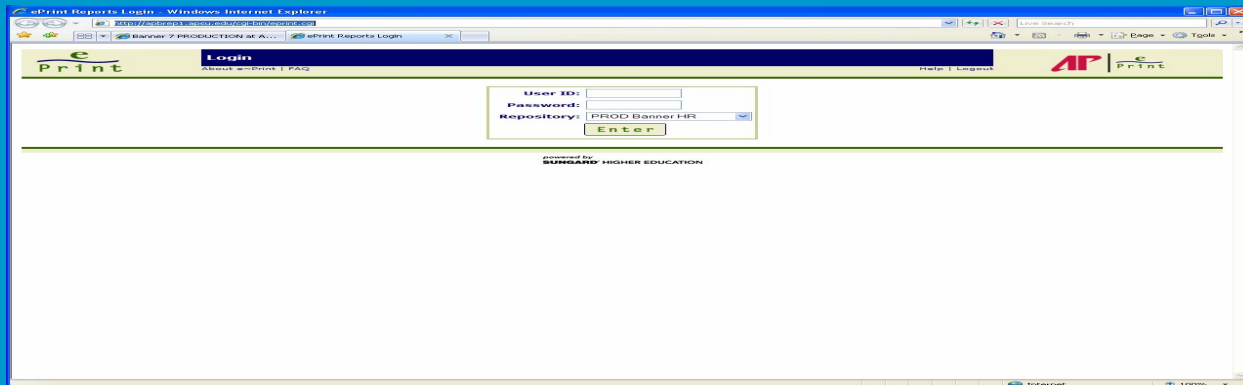 ePrint Reports Login - Windows Internet Explorer
http://apbrep1.apsu.edu/cgi-bin/eprint.cgi
Live Search
Banner 7 PRODUCTION at A...
ePrint Reports Login
Page
Tools
e
Print
Login
About e~Print | FAQ
Help | Logout
AP
e
Print
User ID:
Password:
Repository: PROD Banner HR
Enter
powered by
SUNGARD HIGHER EDUCATION
Internet
100%